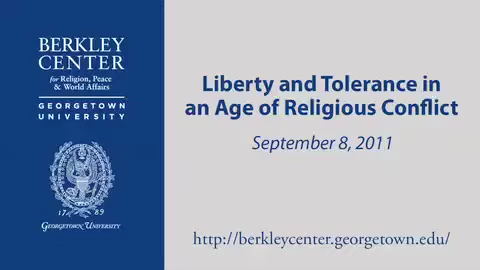 BERKLEY
CENTER
for Religion, Peace
& World Affairs
GEORGETOWN
UNIVERSITY
17 89
GEORGETOWN UNIVERSITY
Liberty and Tolerance in
an Age of Religious Conflict
September 8, 2011
http://berkleycenter.georgetown.edu/